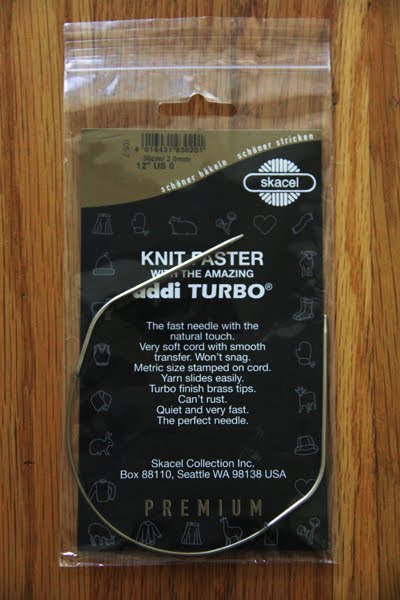 4 016431 930201
30cm/ 2.0mm
12" US 0
schöner häkeln
schöner stricken
skacel
KNIT FASTER
WITH THE AMAZING
addi TURBO®
The fast needle with the
natural touch.
Very soft cord with smooth
transfer. Won't snag.
Metric size stamped on cord.
Yarn slides easily.
Turbo finish brass tips.
Can't rust.
Quiet and very fast.
The perfect needle.
Skacel Collection Inc.
Box 88110, Seattle WA 98138 USA
PREMIUM